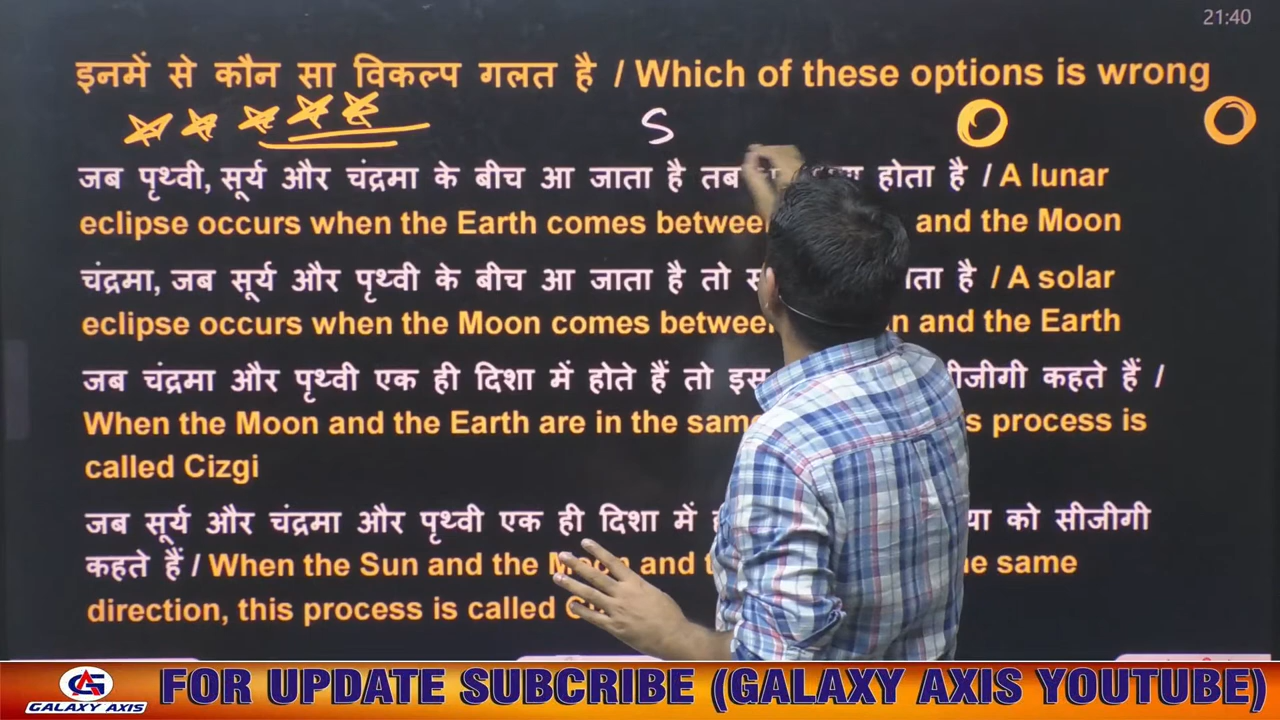 21:40
इनमें से कौन सा विकल्प गलत है / Which of these options is wrong
S
जब पृथ्वी, सूर्य और चंद्रमा के बीच आ जाता है तब होता है / A lunar
eclipse occurs when the Earth comes between and the Moon
चंद्रमा, जब सूर्य और पृथ्वी के बीच आ जाता है तो है / A solar
eclipse occurs when the Moon comes between and the Earth
जब चंद्रमा और पृथ्वी एक ही दिशा में होते हैं तो इस कहते हैं /
When the Moon and the Earth are in the same process is
called Cizgi
जब सूर्य और चंद्रमा और पृथ्वी एक ही दिशा में को सीजीगी
कहते हैं / When the Sun and the Moon and same
direction, this process is called
GALAXY AXIS
FOR UPDATE SUBCRIBE (GALAXY AXIS YOUTUBE)